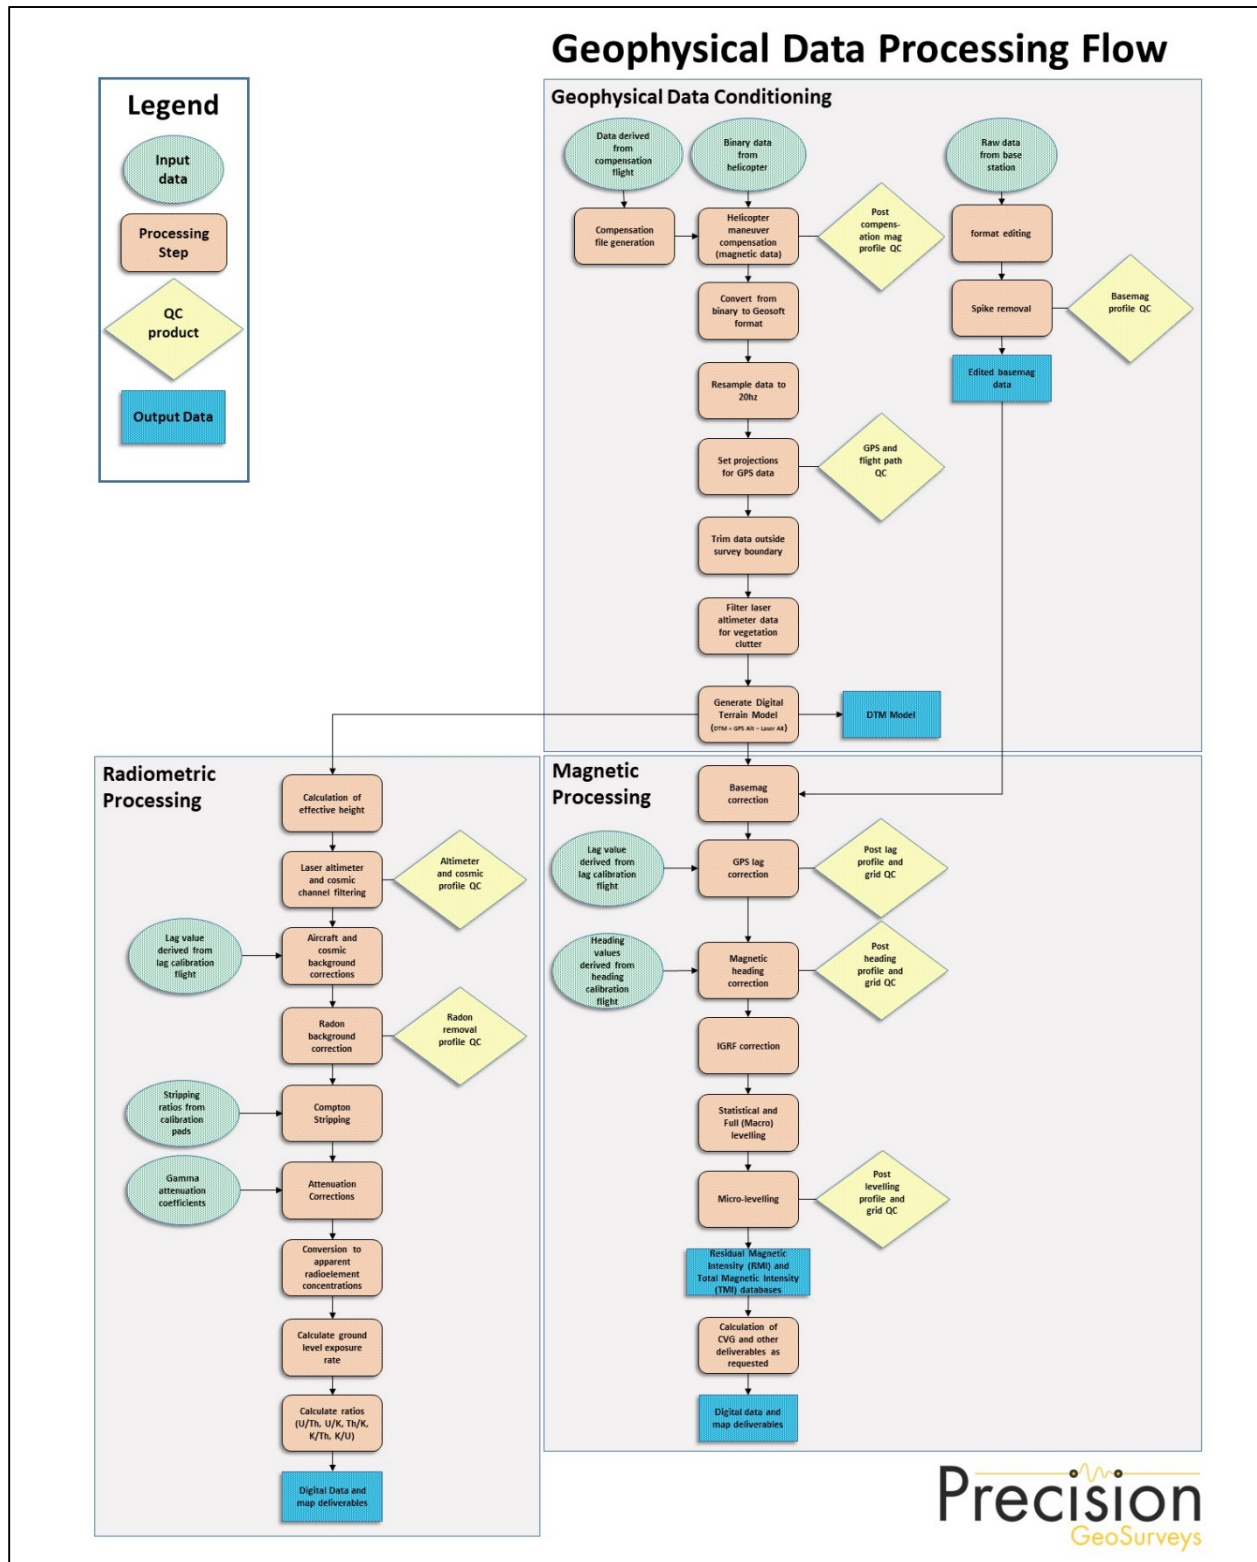 Geophysical Data Processing Flow
Legend
Input
data
Processing
Step
QC
product
Output Data
Geophysical Data Conditioning
Data derived
from
compensation
flight
Binary data
from
helicopter
Raw data
from base
station
Compensation
file generation
Helicopter
maneuver
compensation
(magnetic data)
Post
compens-
ation mag
profile QC
format editing
Convert from
binary to Geosoft
format
Spike removal
Basemag
profile QC
Resample data to
20hz
Edited basemag
data
Set projections
for GPS data
GPS and
flight path
QC
Trim data outside
survey boundary
Filter laser
altimeter data
for vegetation
clutter
Generate Digital
Terrain Model
(DTM = GPS Alt – Laser Alt)
DTM Model
Radiometric
Processing
Calculation of
effective height
Laser altimeter
and cosmic
channel filtering
Altimeter
and cosmic
profile QC
Lag value
derived from
lag calibration
flight
Aircraft and
cosmic
background
corrections
Radon
background
correction
Radon
removal
profile QC
Stripping
ratios from
calibration
pads
Compton
Stripping
Gamma
attenuation
coefficients
Attenuation
Corrections
Conversion to
apparent
radioelement
concentrations
Calculate ground
level exposure
rate
Calculate ratios
(U/Th, U/K, Th/K,
K/Th, K/U)
Digital Data and
map deliverables
Magnetic
Processing
Basemag
correction
Lag value
derived from
lag calibration
flight
GPS lag
correction
Post lag
profile and
grid QC
Heading
values
derived from
heading
calibration
flight
Magnetic
heading
correction
Post
heading
profile and
grid QC
IGRF correction
Statistical and
Full (Macro)
levelling
Micro-levelling
Post
levelling
profile and
grid QC
Residual Magnetic
Intensity (RMI) and
Total Magnetic Intensity
(TMI) databases
Calculation of
CVG and other
deliverables as
requested
Digital data and
map deliverables
Precision
GeoSurveys